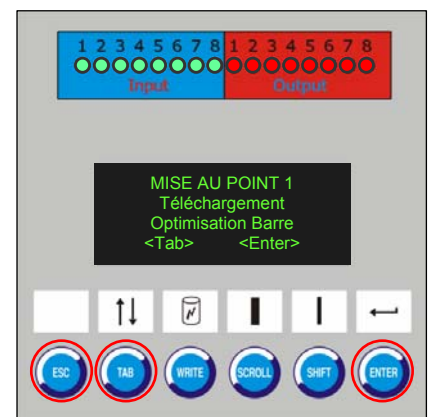 1 2 3 4 5 6 7 8 1 2 3 4 5 6 7 8
Input Output
MISE AU POINT 1
Téléchargement
Optimisation Barre
<Tab> <Enter>
ESC TAB WRITE SCROLL SHIFT ENTER